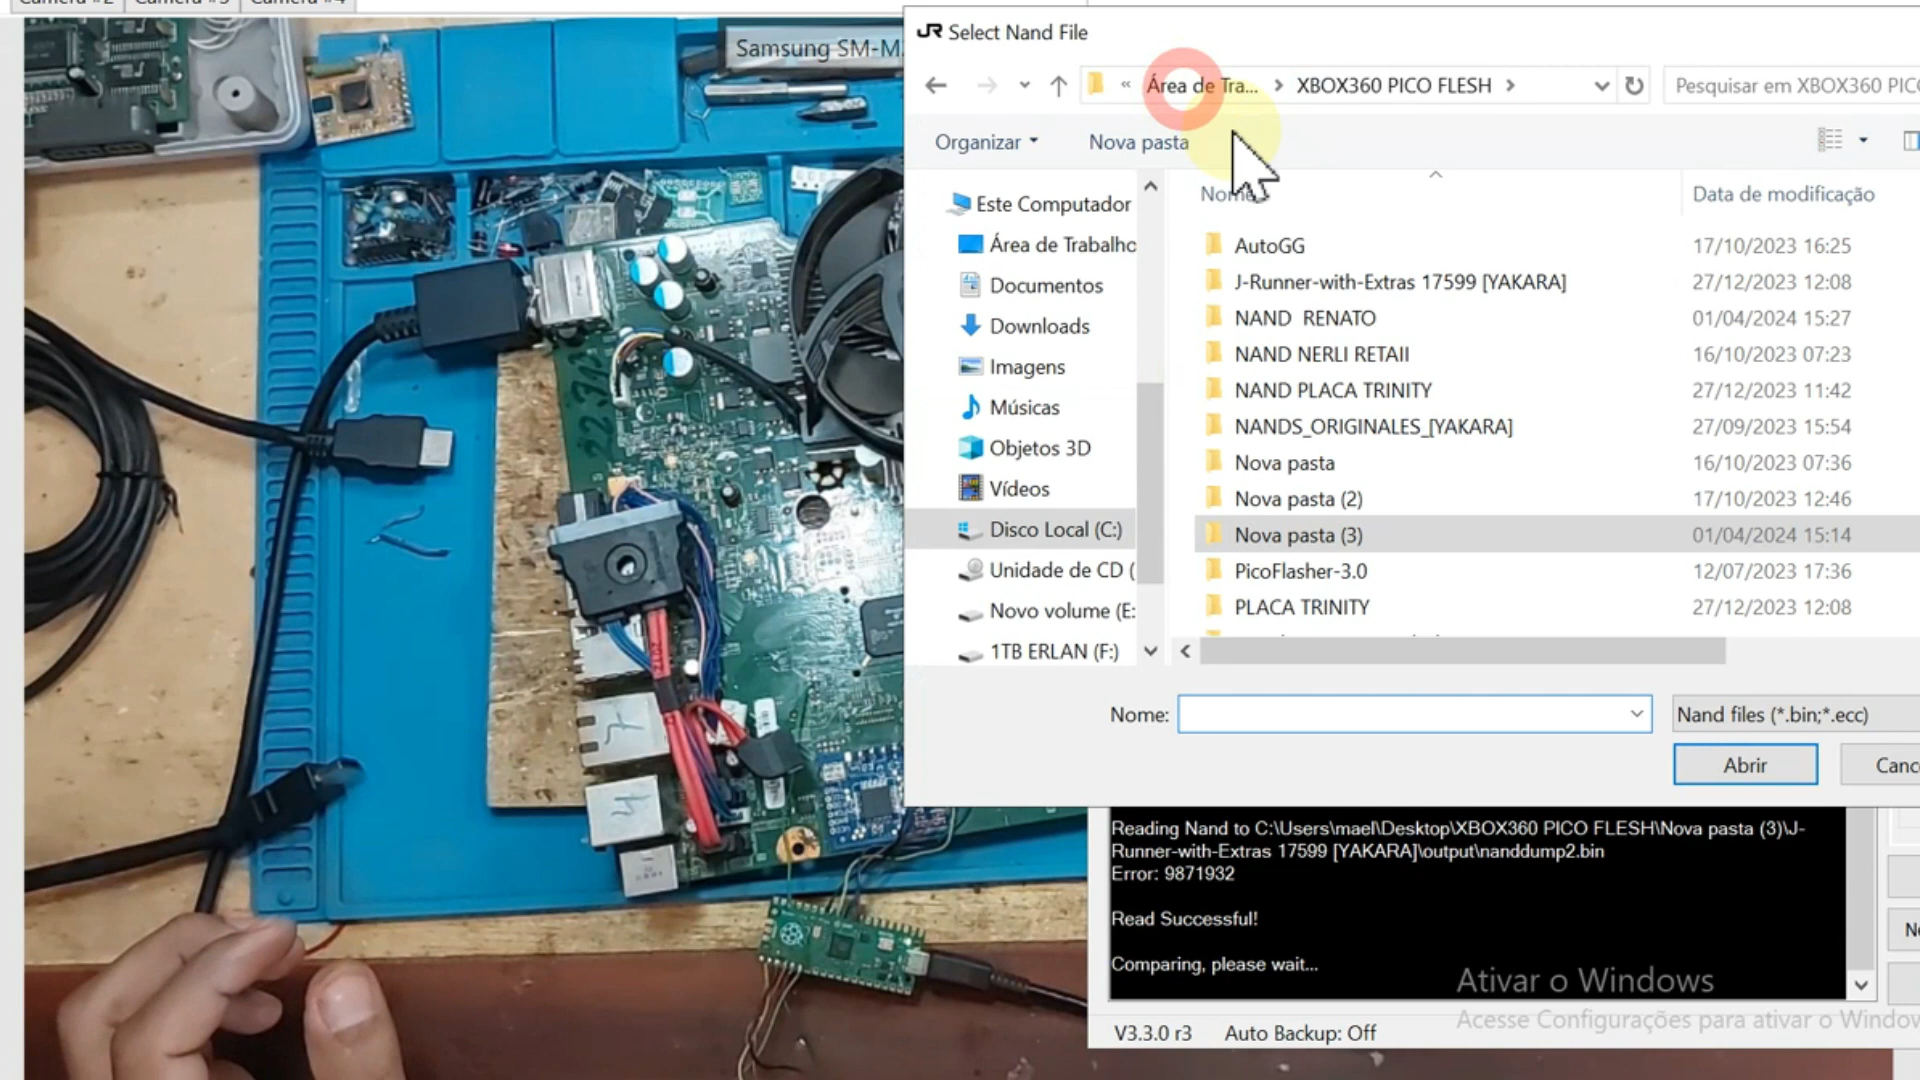 Camera #2
Camera #3
Camera #4
Samsung SM-M
JR Select Nand File
« Área de Tra... > XBOX360 PICO FLESH >
Pesquisar em XBOX360 PIC
Organizar
Nova pasta
Nome
Data de modificação
Este Computador
Área de Trabalho
Documentos
Downloads
Imagens
Músicas
Objetos 3D
Vídeos
Disco Local (C:)
Unidade de CD (
Novo volume (E:
1TB ERLAN (F:)
AutoGG 17/10/2023 16:25
J-Runner-with-Extras 17599 [YAKARA] 27/12/2023 12:08
NAND RENATO 01/04/2024 15:27
NAND NERLI RETAII 16/10/2023 07:23
NAND PLACA TRINITY 27/12/2023 11:42
NANDS_ORIGINALES_[YAKARA] 27/09/2023 15:54
Nova pasta 16/10/2023 07:36
Nova pasta (2) 17/10/2023 12:46
Nova pasta (3) 01/04/2024 15:14
PicoFlasher-3.0 12/07/2023 17:36
PLACA TRINITY 27/12/2023 12:08
Nome:
Nand files (*.bin;*.ecc)
Abrir
Canc
Reading Nand to C:\Users\mael\Desktop\XBOX360 PICO FLESH\Nova pasta (3)\J-
Runner-with-Extras 17599 [YAKARA]\output\nanddump2.bin
Error: 9871932
Read Successful!
Comparing, please wait...
Ativar o Windows
Acesse Configurações para ativar o Window
V3.3.0 r3
Auto Backup: Off